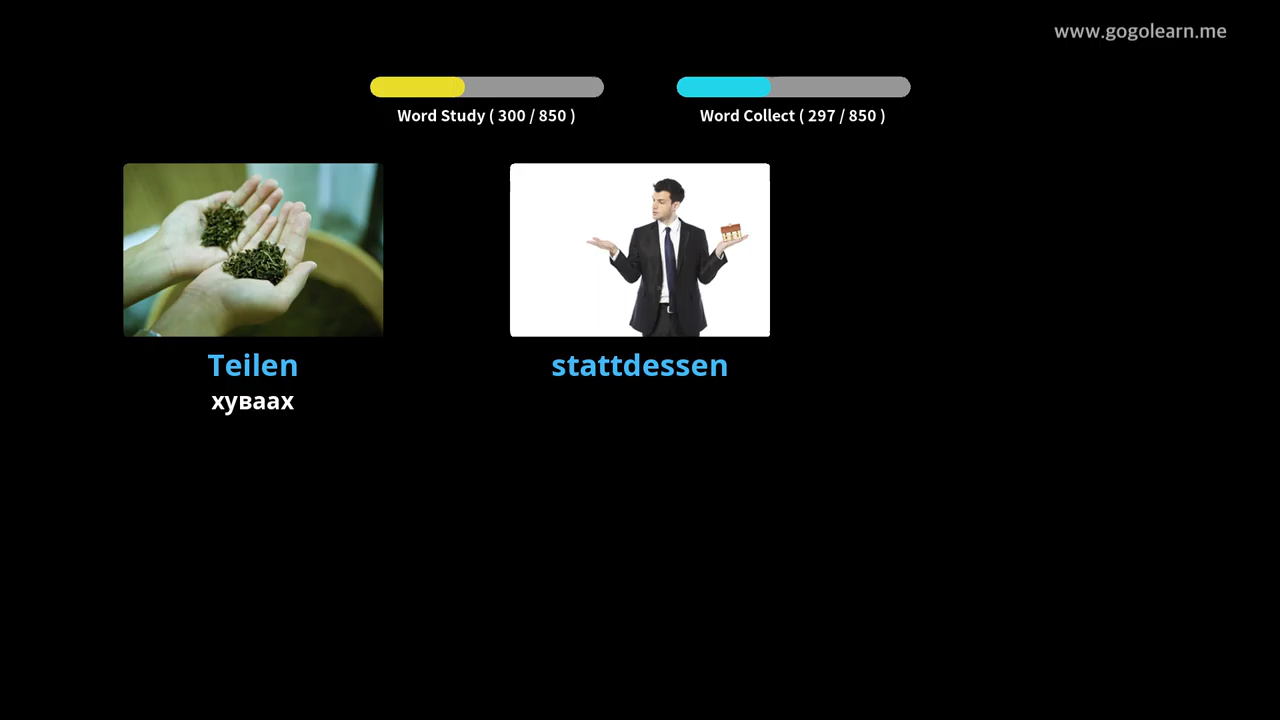 www.gogolearn.me
Word Study ( 300 / 850 )
Word Collect ( 297 / 850 )
Teilen
хуваах
stattdessen